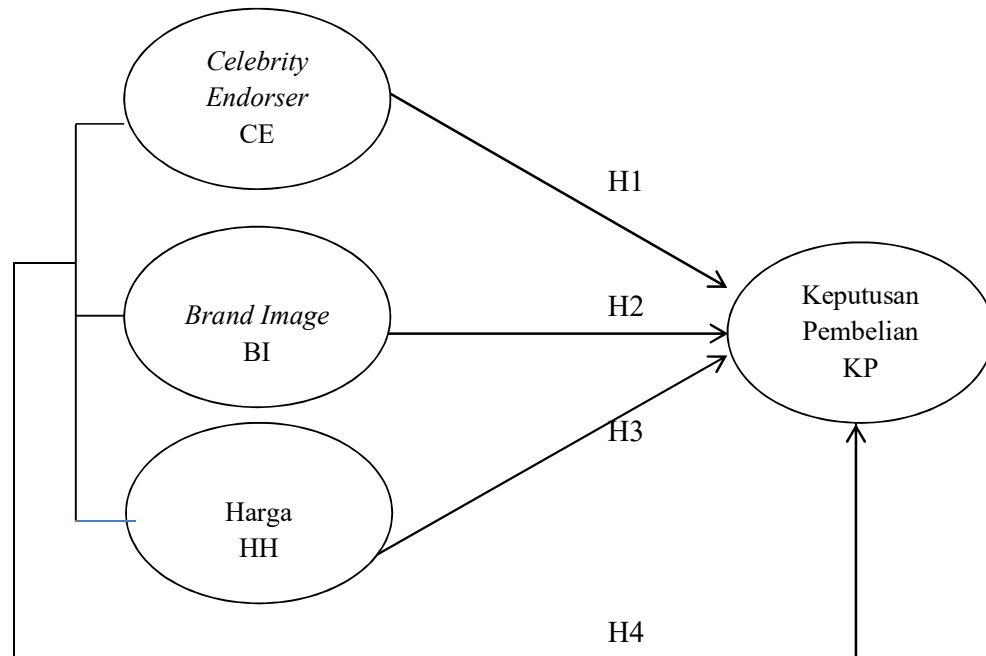 Celebrity
Endorser
CE
H1
Brand Image
BI
H2
Keputusan
Pembelian
KP
H3
Harga
HH
H4